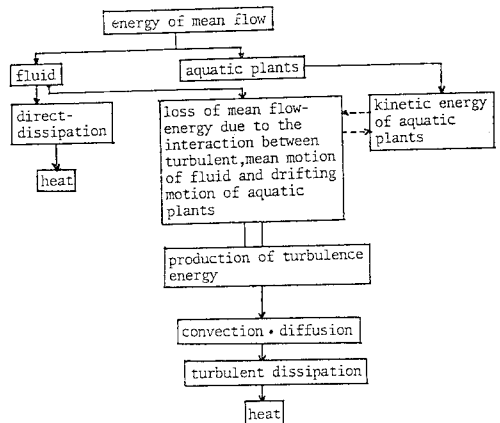 energy of mean flow
fluid
aquatic plants
direct-
dissipation
heat
loss of mean flow-
energy due to the
interaction between
turbulent,mean motion
of fluid and drifting
motion of aquatic
plants
kinetic energy
of aquatic
plants
production of turbulence
energy
convection • diffusion
turbulent dissipation
heat